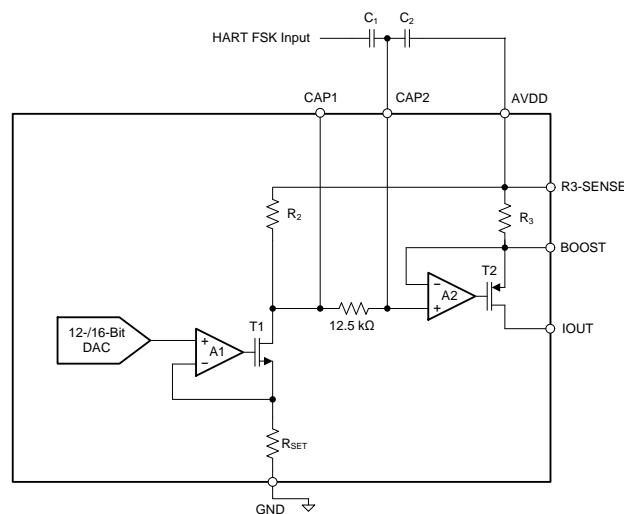 C1 C2
HART FSK Input
CAP1 CAP2 AVDD
R3-SENSE
R2 R3
BOOST
T2
A2
- +
12-/16-Bit
DAC
T1
12.5 kΩ
IOUT
+ -
A1
RSET
GND